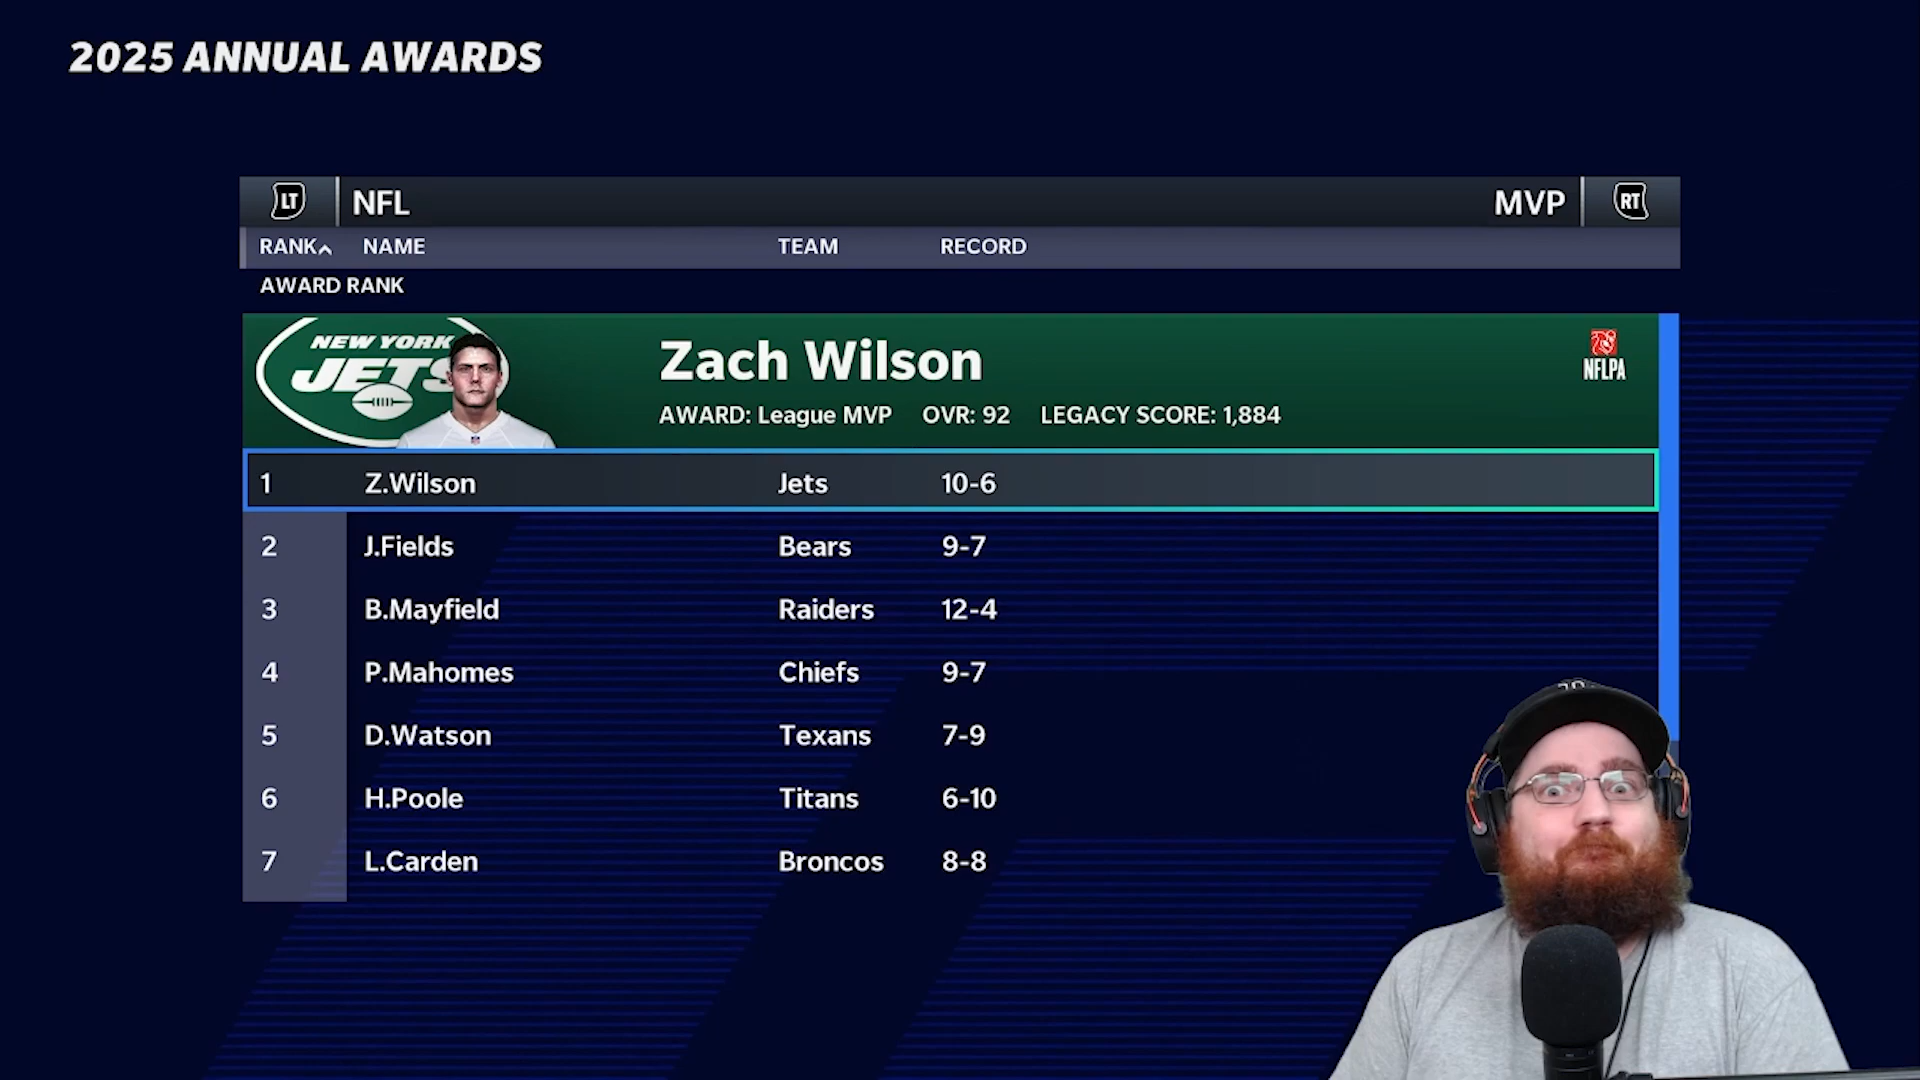 2025 ANNUAL AWARDS
LT NFL MVP RT
RANK NAME TEAM RECORD
AWARD RANK
NEW YORK
JETS
Zach Wilson
AWARD: League MVP OVR: 92 LEGACY SCORE: 1,884
NFLPA
1 Z.Wilson Jets 10-6
2 J.Fields Bears 9-7
3 B.Mayfield Raiders 12-4
4 P.Mahomes Chiefs 9-7
5 D.Watson Texans 7-9
6 H.Poole Titans 6-10
7 L.Carden Broncos 8-8